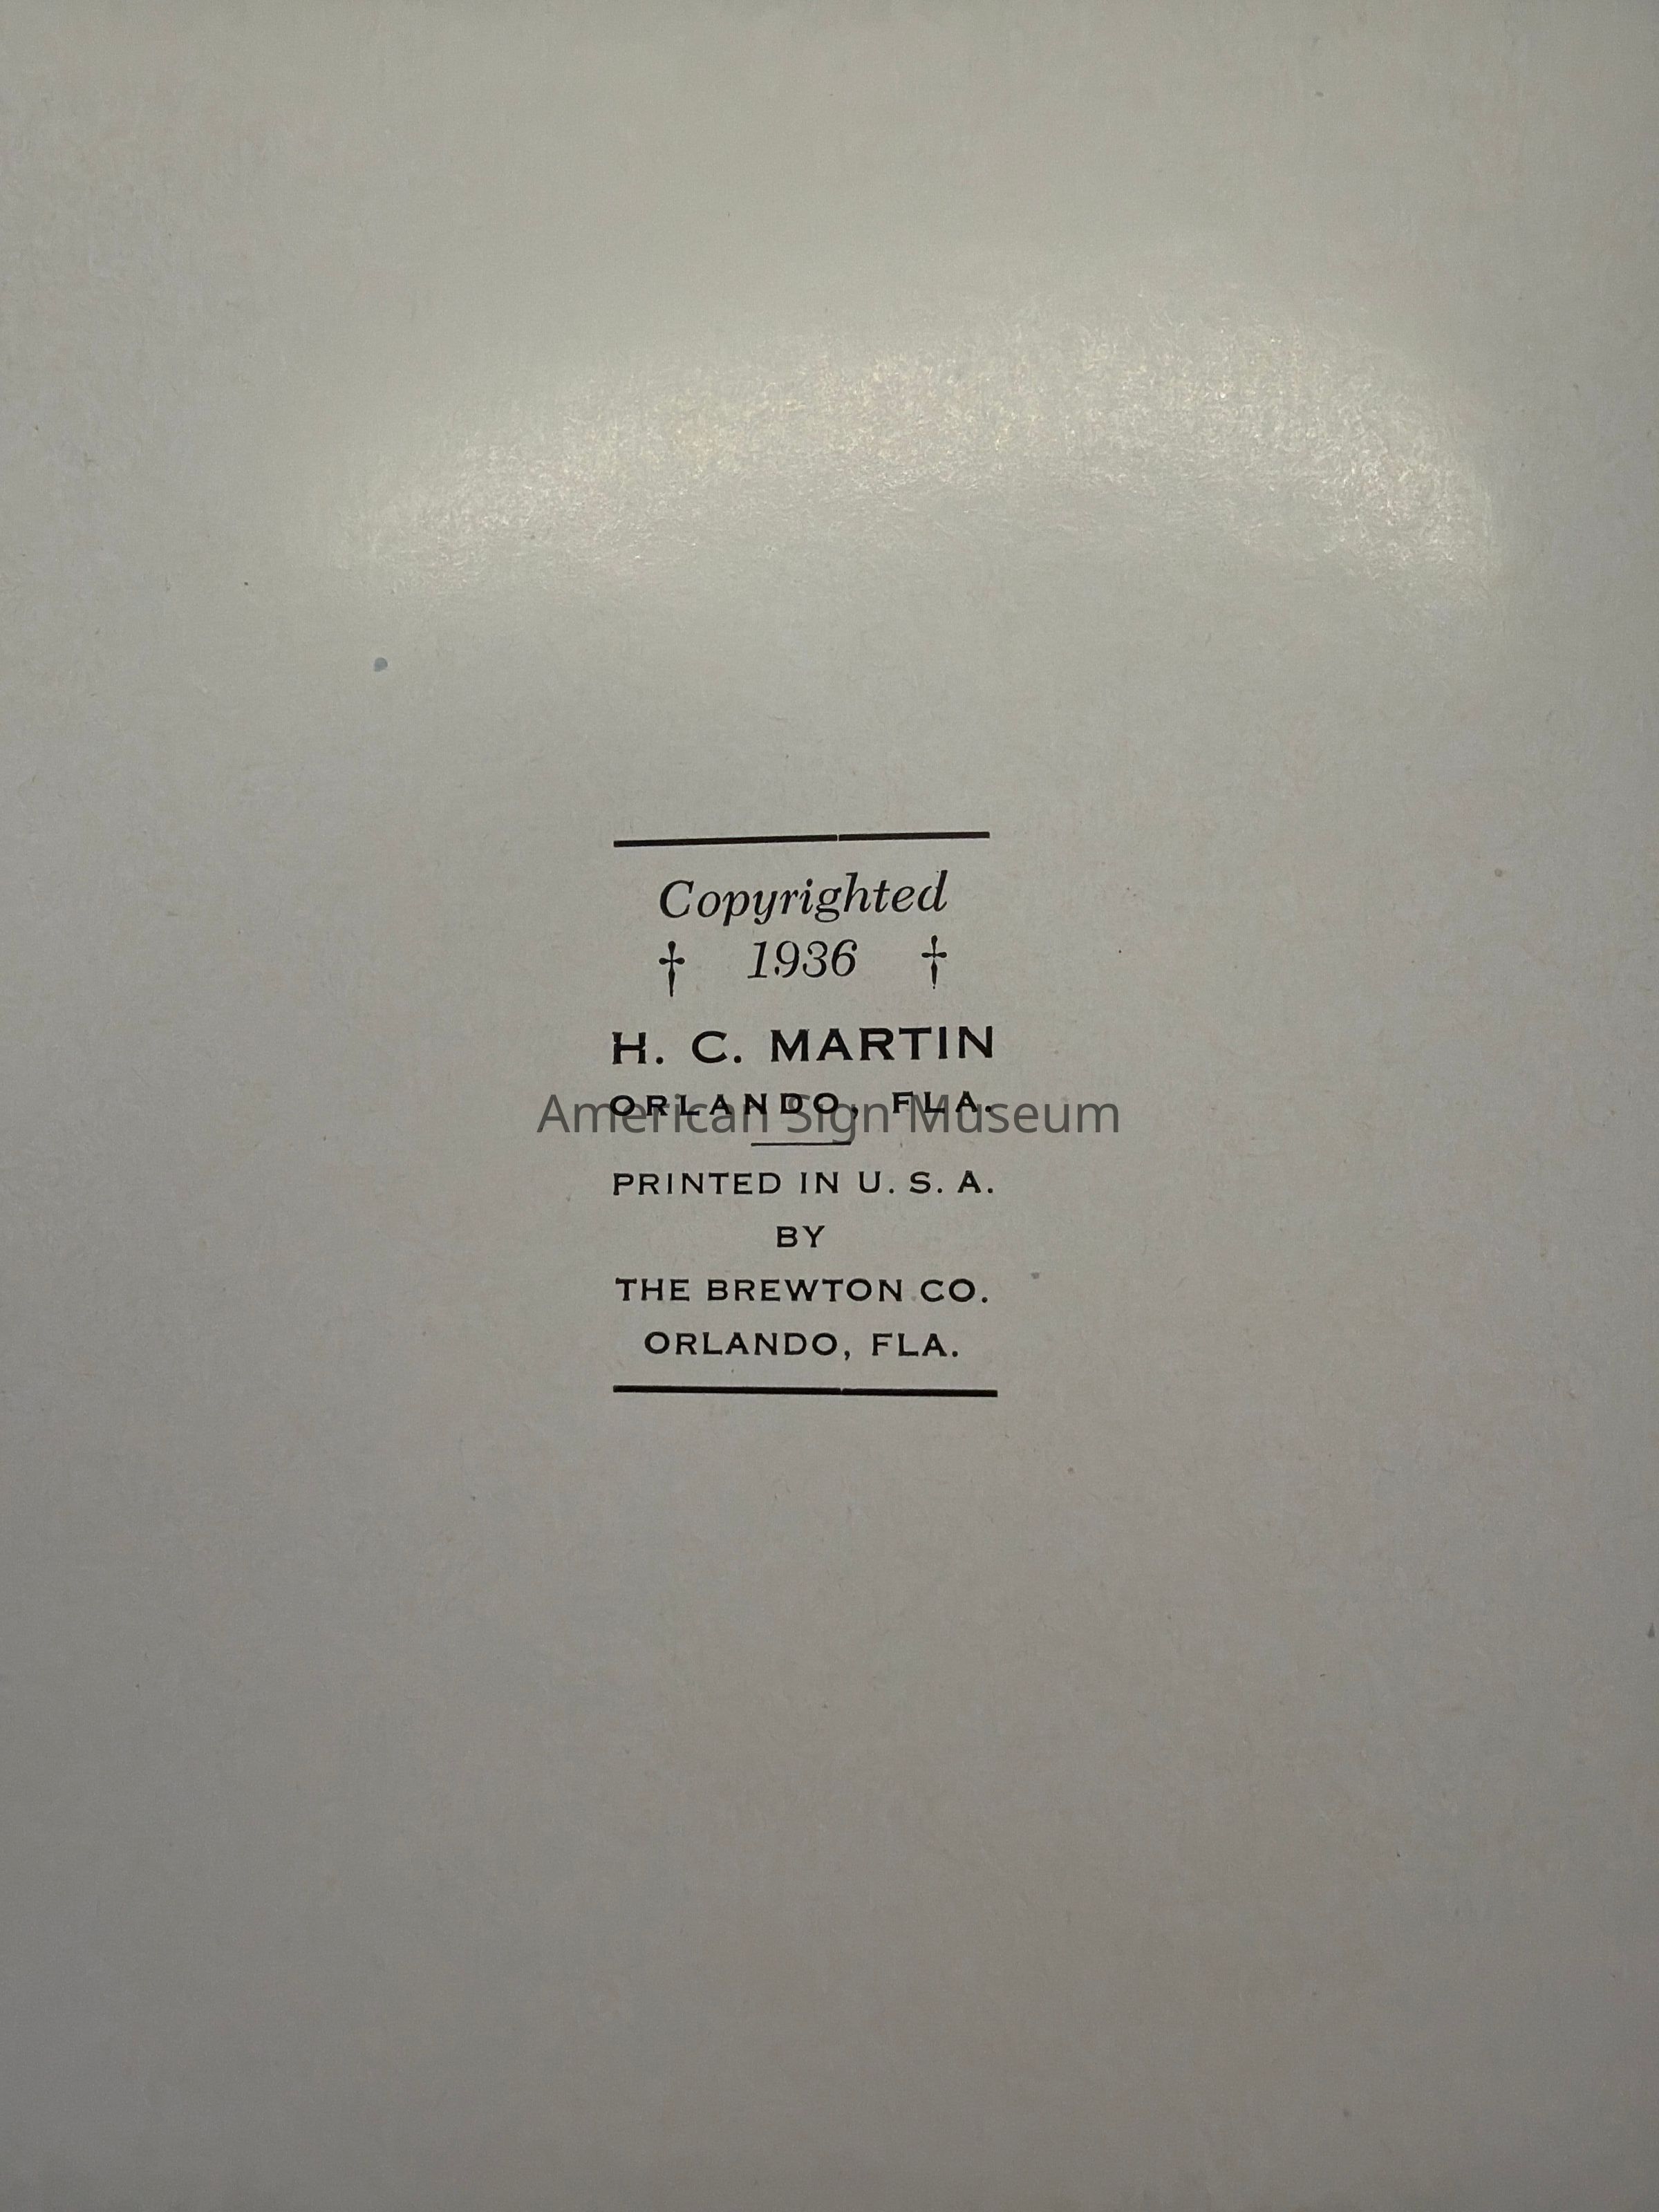 Copyrighted
† 1936 †
H. C. MARTIN
ORLANDO, FLA.
American Sign Museum
PRINTED IN U. S. A.
BY
THE BREWTON CO.
ORLANDO, FLA.